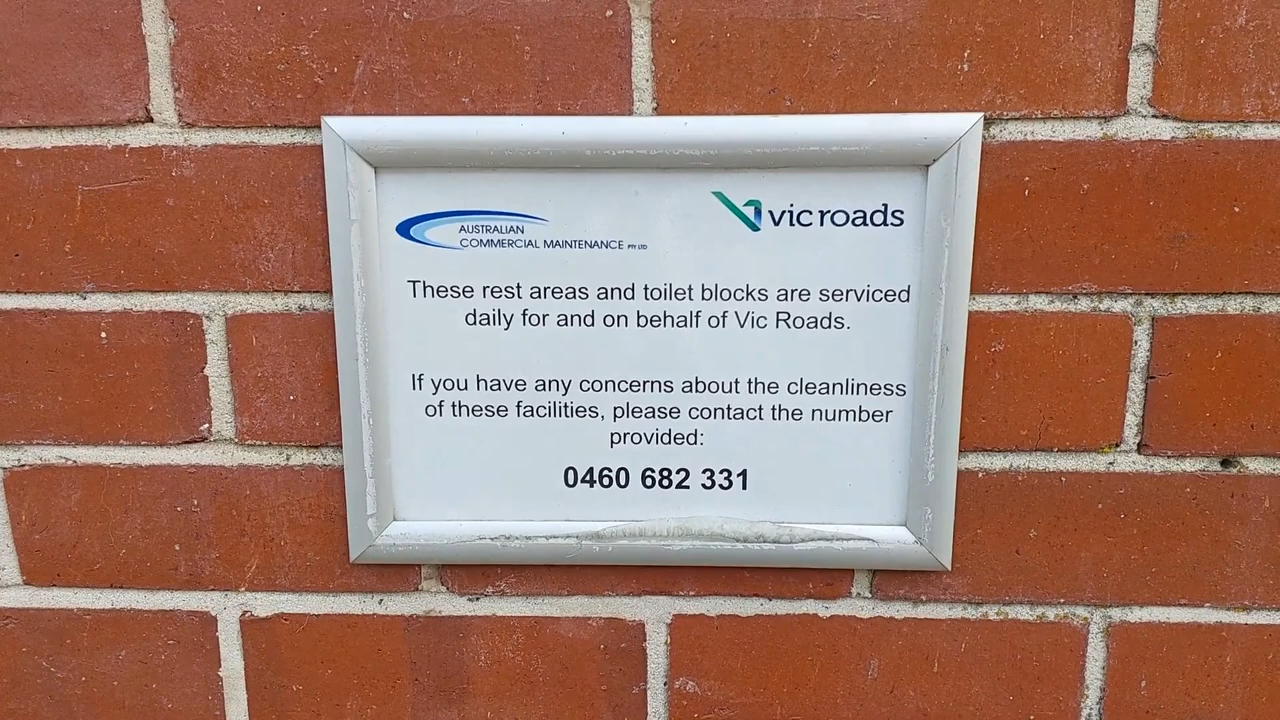 AUSTRALIAN
COMMERCIAL MAINTENANCE PTY LTD
vic roads
These rest areas and toilet blocks are serviced
daily for and on behalf of Vic Roads.
If you have any concerns about the cleanliness
of these facilities, please contact the number
provided:
0460 682 331